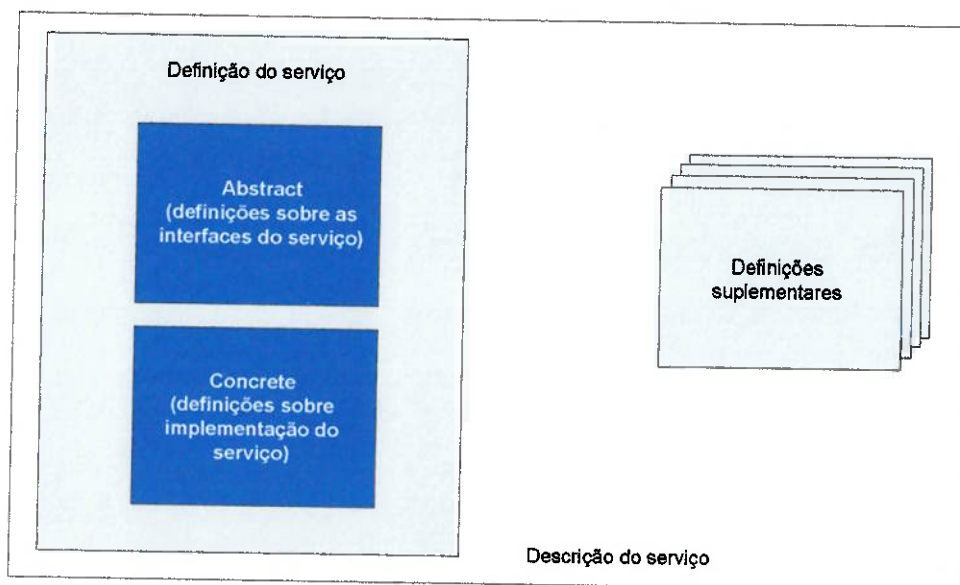 Definição do serviço
Abstract
(definições sobre as
interfaces do serviço)
Concrete
(definições sobre
implementação do
serviço)
Definições
suplementares
Descrição do serviço